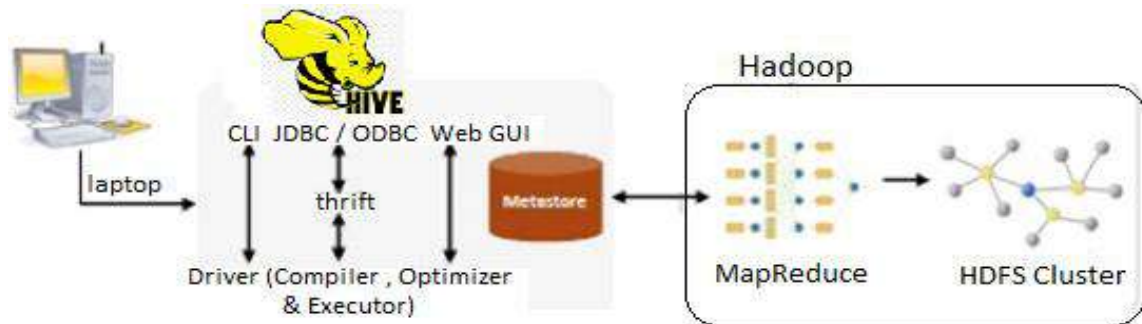 Hadoop
HIVE
CLI JDBC / ODBC Web GUI
laptop
thrift
Metastore
Driver (Compiler , Optimizer
& Executor)
MapReduce
HDFS Cluster